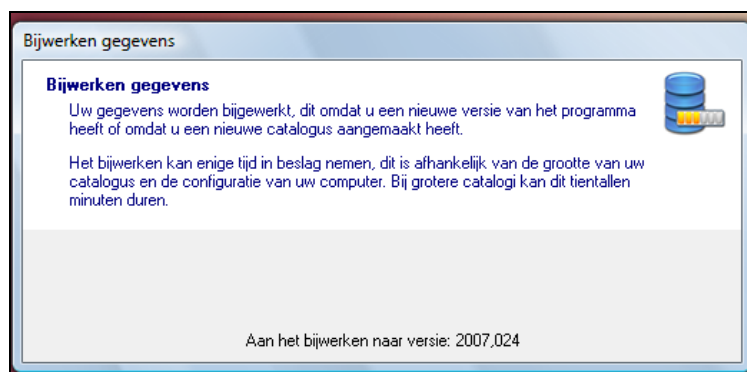 Bijwerken gegevens
Bijwerken gegevens
Uw gegevens worden bijgewerkt, dit omdat u een nieuwe versie van het programma
heeft of omdat u een nieuwe catalogus aangemaakt heeft.
Het bijwerken kan enige tijd in beslag nemen, dit is afhankelijk van de grootte van uw
catalogus en de configuratie van uw computer. Bij grotere catalogi kan dit tientallen
minuten duren.
Aan het bijwerken naar versie: 2007,024